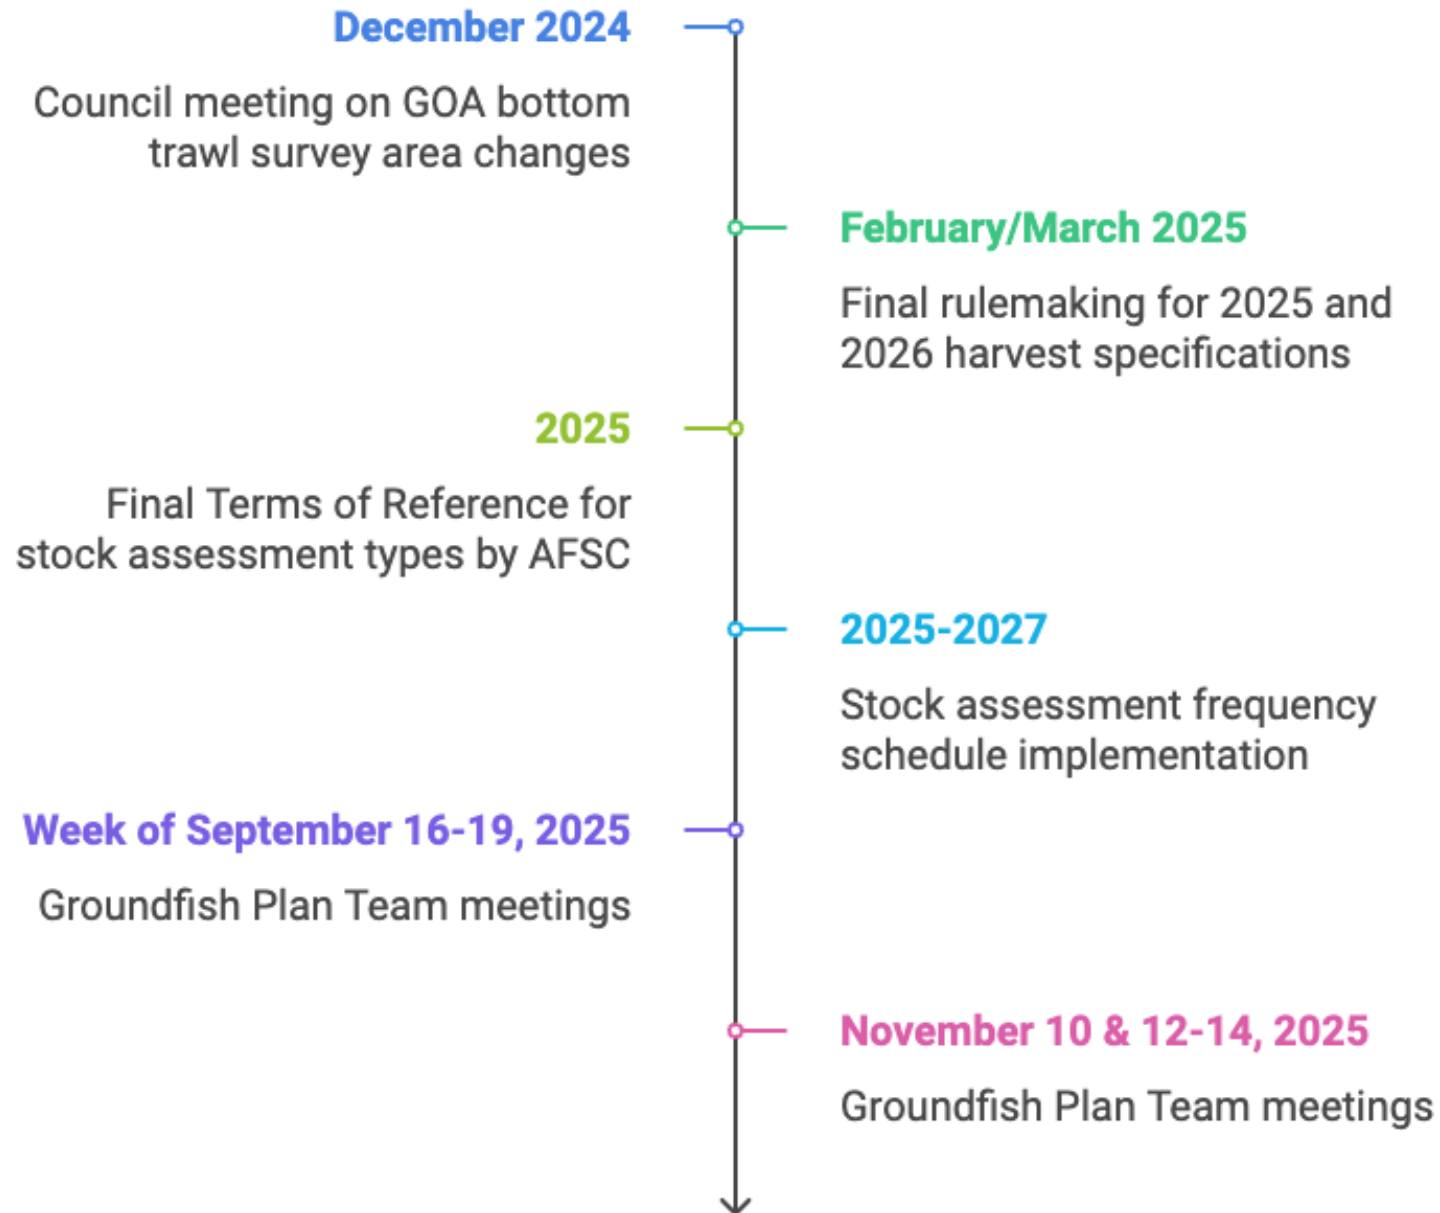 December 2024
Council meeting on GOA bottom
trawl survey area changes
February/March 2025
Final rulemaking for 2025 and
2026 harvest specifications
2025
Final Terms of Reference for
stock assessment types by AFSC
2025-2027
Stock assessment frequency
schedule implementation
Week of September 16-19, 2025
Groundfish Plan Team meetings
November 10 & 12-14, 2025
Groundfish Plan Team meetings